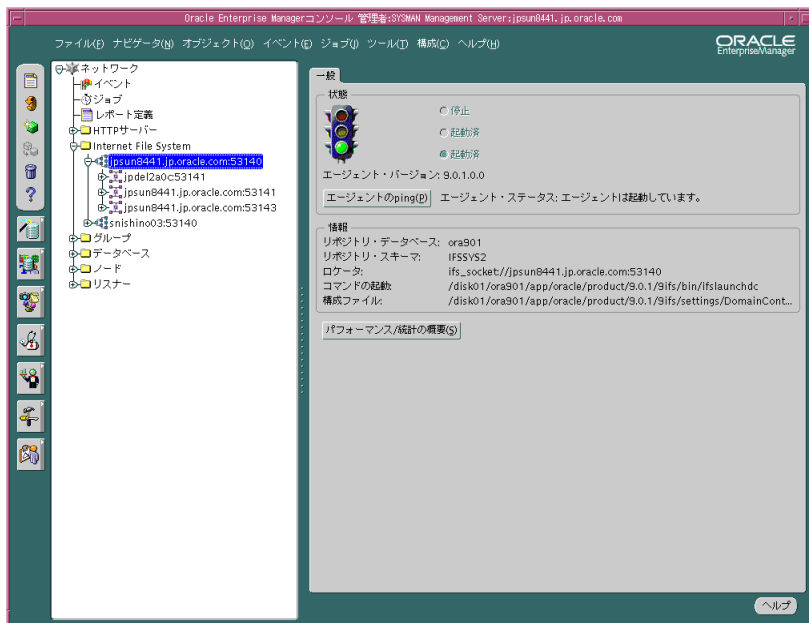 Oracle Enterprise Managerコンソール 管理者:SYSMAN Management Server:jpsun8441.jp.oracle.com
ファイル(F) ナビゲータ(N) オブジェクト(O) イベント(E) ジョブ(J) ツール(T) 構成(C) ヘルプ(H)
ORACLE
EnterpriseManager
ネットワーク
イベント
ジョブ
レポート定義
HTTPサーバー
Internet File System
jpsun8441.jp.oracle.com:53140
jpdel2a0c53141
jpsun8441.jp.oracle.com:53141
jpsun8441.jp.oracle.com:53143
snishino03:53140
グループ
データベース
ノード
リスナー
一般
状態
停止
起動済
起動済
エージェント・バージョン: 9.0.1.0.0
エージェントのping(P) エージェント・ステータス: エージェントは起動しています。
情報
リポジトリ・データベース: ora901
リポジトリ・スキーマ: IFSSYS2
ロケータ: ifs_socket://jpsun8441.jp.oracle.com:53140
コマンドの起動: /disk01/ora901/app/oracle/product/9.0.1/9ifs/bin/ifslaunchdc
構成ファイル: /disk01/ora901/app/oracle/product/9.0.1/9ifs/settings/DomainCont...
パフォーマンス/統計の概要(S)
ヘルプ